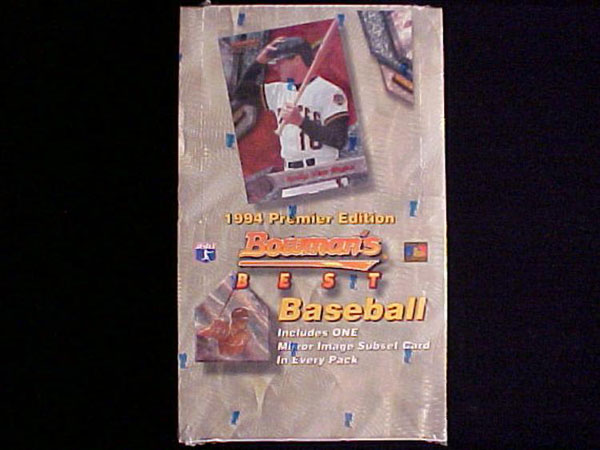 1994 Premier Edition
Bowman's
BEST
Baseball
Includes ONE
Mirror Image Subset Card
In Every Pack